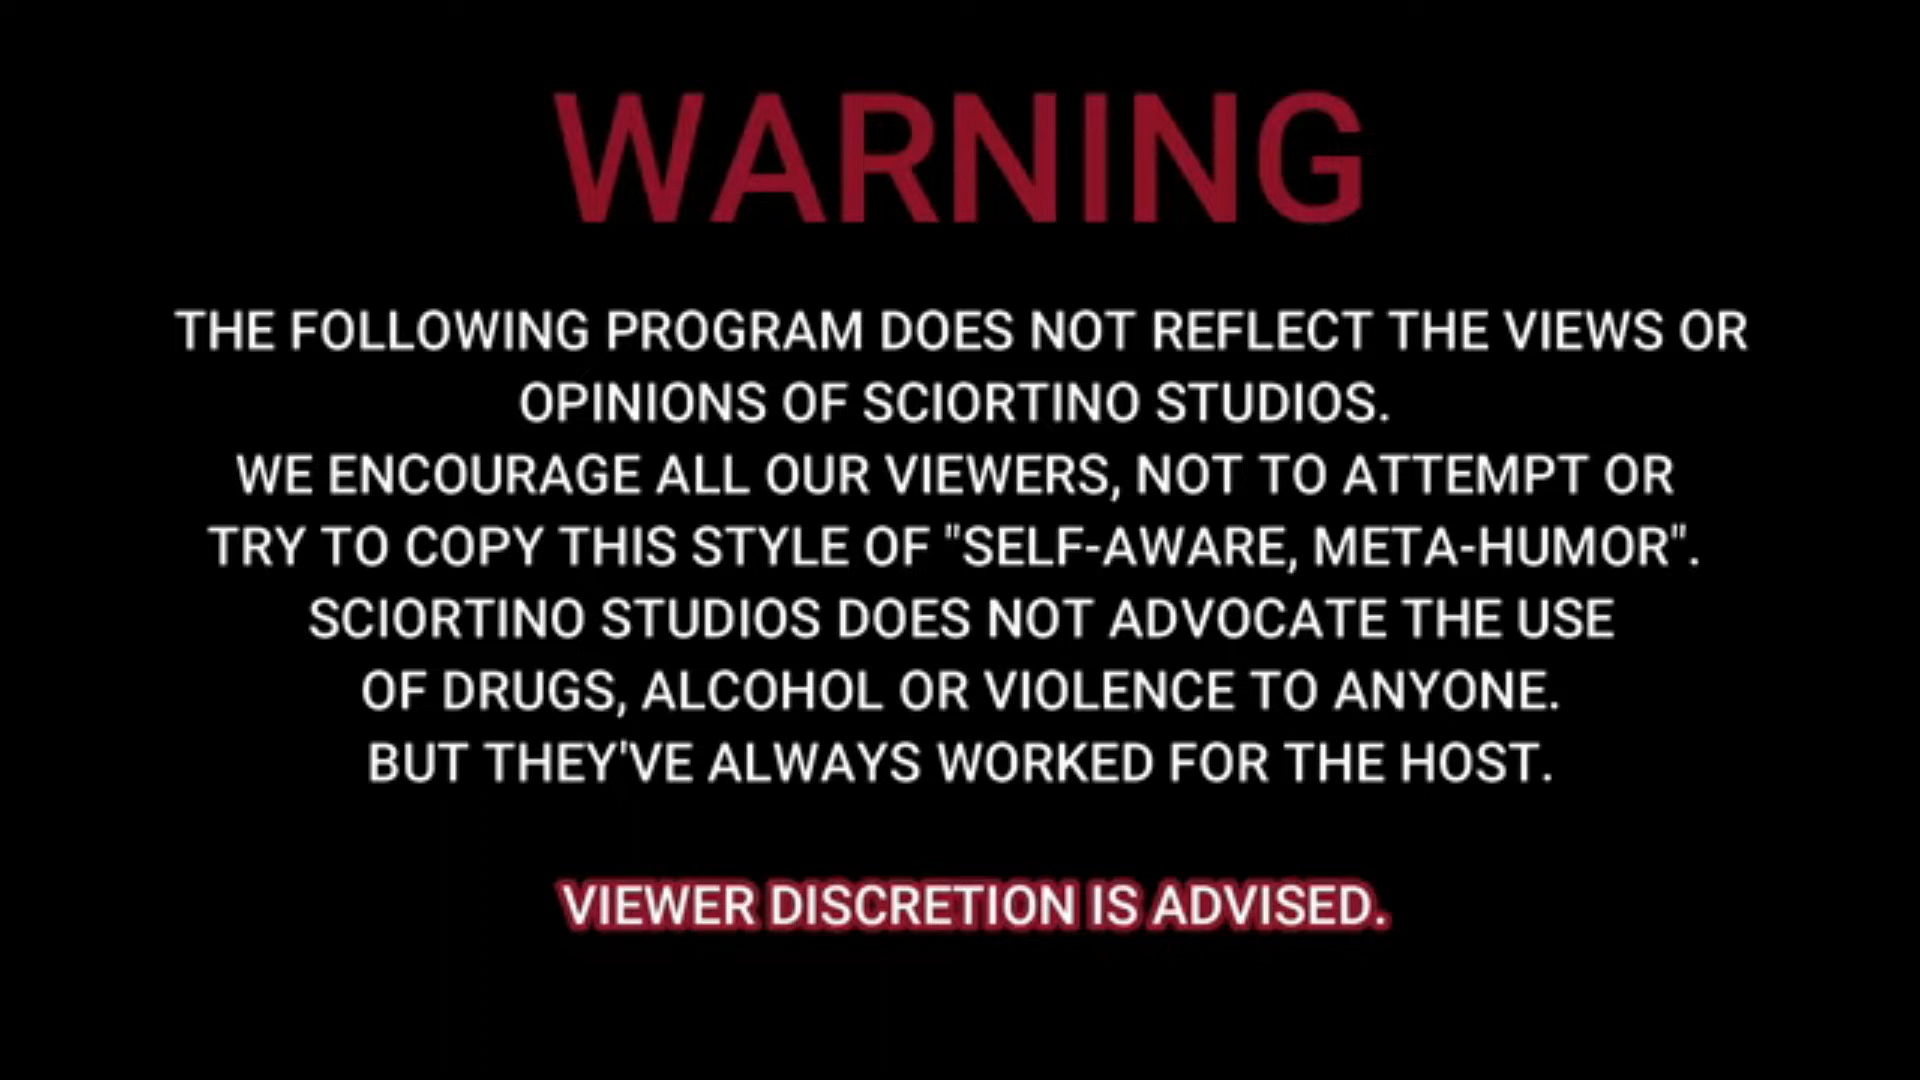 WARNING
THE FOLLOWING PROGRAM DOES NOT REFLECT THE VIEWS OR
OPINIONS OF SCIORTINO STUDIOS.
WE ENCOURAGE ALL OUR VIEWERS, NOT TO ATTEMPT OR
TRY TO COPY THIS STYLE OF "SELF-AWARE, META-HUMOR".
SCIORTINO STUDIOS DOES NOT ADVOCATE THE USE
OF DRUGS, ALCOHOL OR VIOLENCE TO ANYONE.
BUT THEY'VE ALWAYS WORKED FOR THE HOST.
VIEWER DISCRETION IS ADVISED.